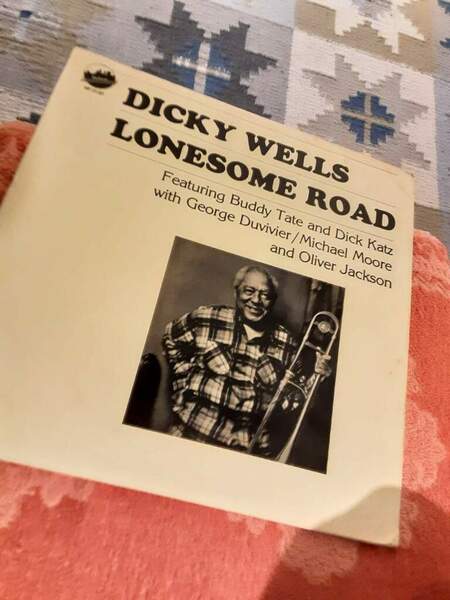 DICKY WELLS
LONESOME ROAD
Featuring Buddy Tate and Dick Katz
with George Duvivier/Michael Moore
and Oliver Jackson